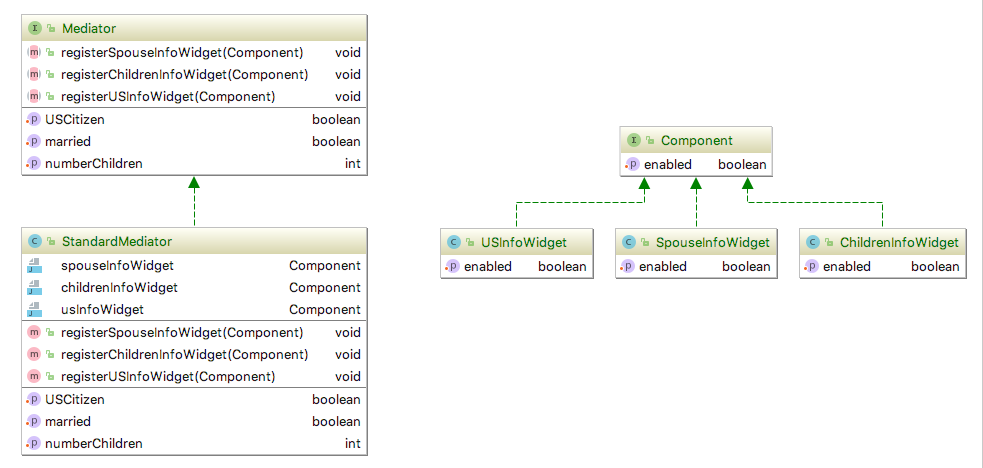 Mediator
registerSpouseInfoWidget(Component) void
registerChildrenInfoWidget(Component) void
registerUSInfoWidget(Component) void
USCitizen boolean
married boolean
numberChildren int
StandardMediator
spouseInfoWidget Component
childrenInfoWidget Component
usInfoWidget Component
registerSpouseInfoWidget(Component) void
registerChildrenInfoWidget(Component) void
registerUSInfoWidget(Component) void
USCitizen boolean
married boolean
numberChildren int
Component
enabled boolean
USInfoWidget
enabled boolean
SpouseInfoWidget
enabled boolean
ChildrenInfoWidget
enabled boolean